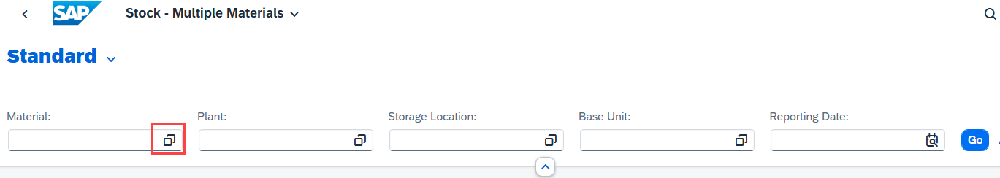 SAP Stock - Multiple Materials
Standard
Material: Plant: Storage Location: Base Unit: Reporting Date:
Go